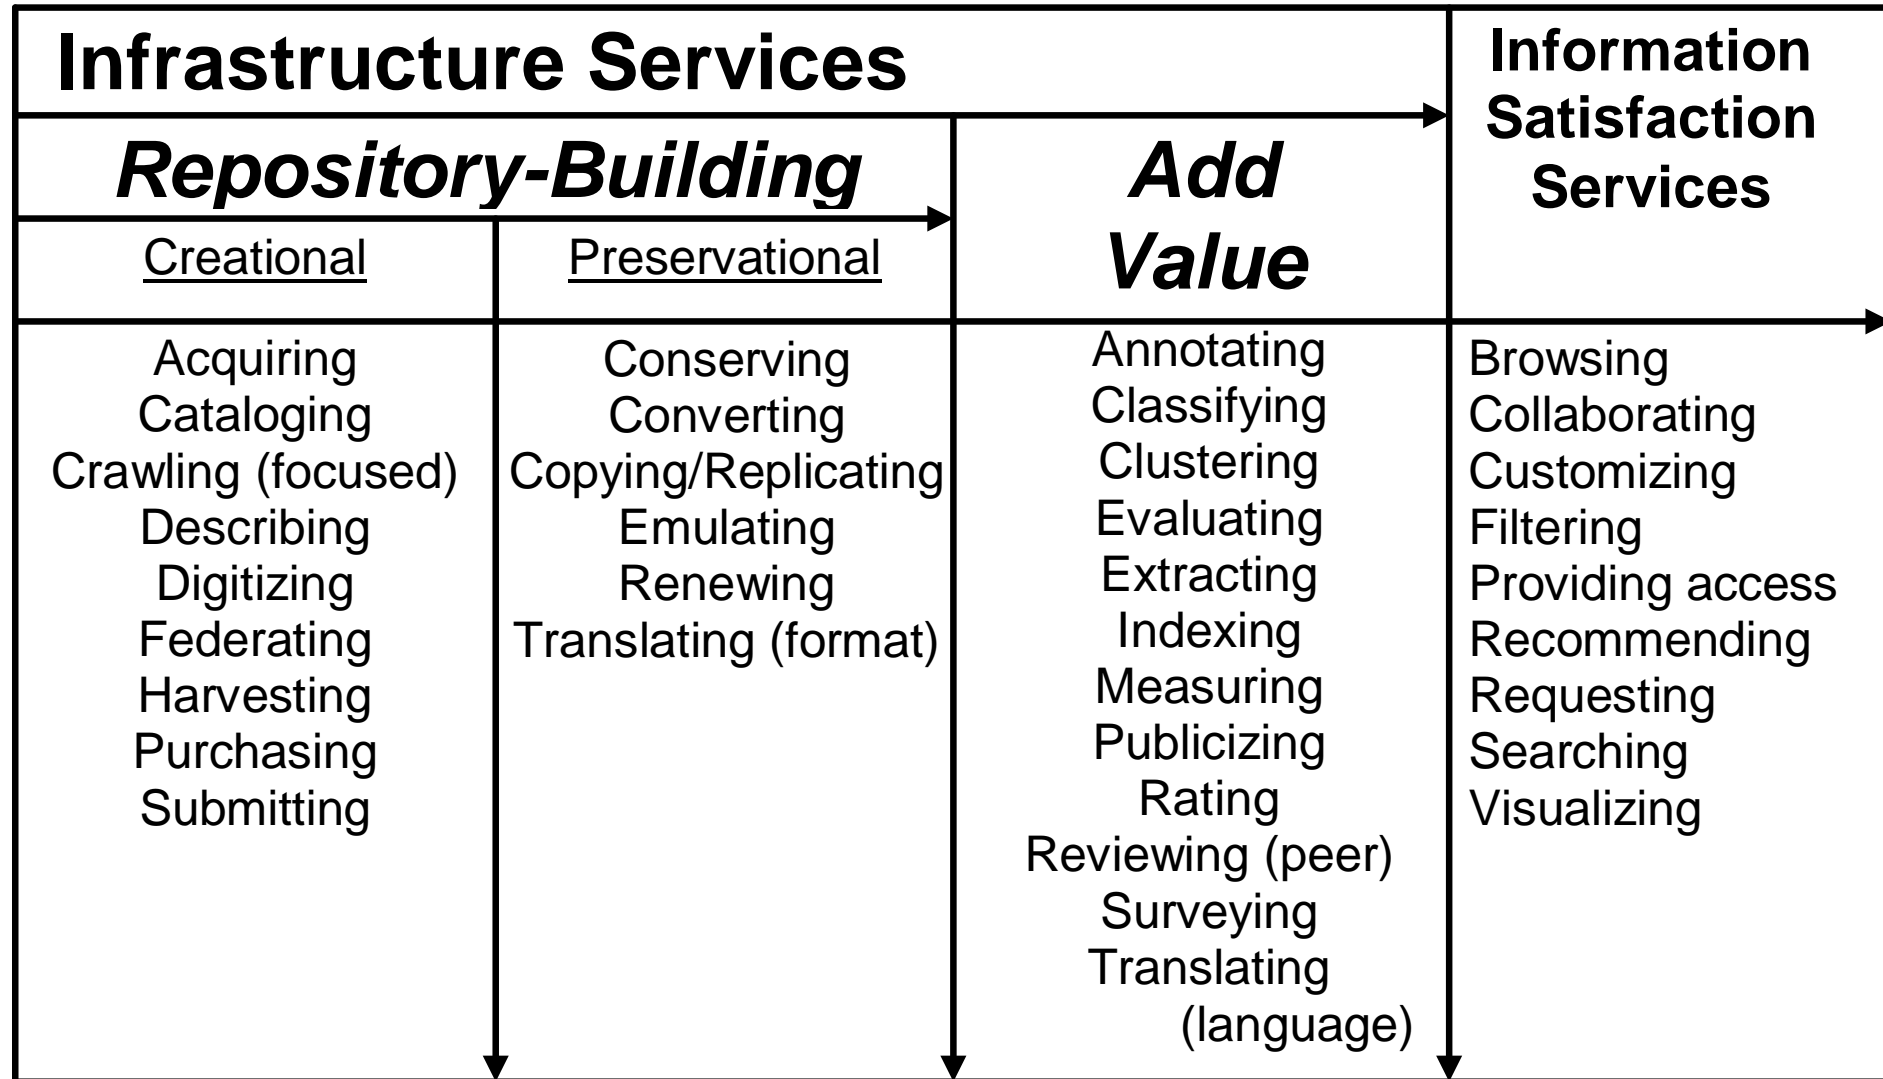 Infrastructure Services
Information
Satisfaction
Services
Repository-Building
Add
Value
Creational
Preservational
Acquiring
Cataloging
Crawling (focused)
Describing
Digitizing
Federating
Harvesting
Purchasing
Submitting
Conserving
Converting
Copying/Replicating
Emulating
Renewing
Translating (format)
Annotating
Classifying
Clustering
Evaluating
Extracting
Indexing
Measuring
Publicizing
Rating
Reviewing (peer)
Surveying
Translating
(language)
Browsing
Collaborating
Customizing
Filtering
Providing access
Recommending
Requesting
Searching
Visualizing